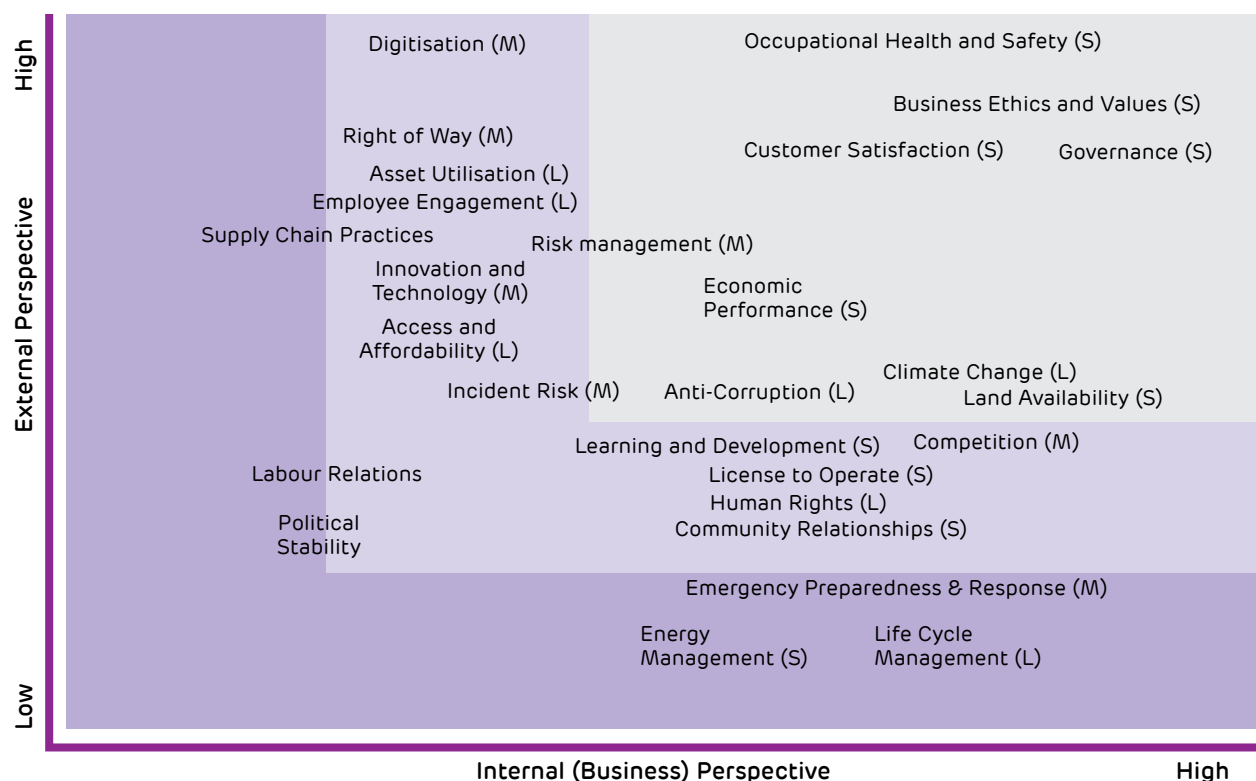 High
Digitisation (M)
Occupational Health and Safety (S)
Business Ethics and Values (S)
Right of Way (M)
Customer Satisfaction (S)
Governance (S)
Asset Utilisation (L)
Employee Engagement (L)
Supply Chain Practices
Risk management (M)
Innovation and
Technology (M)
Economic
Performance (S)
Access and
Affordability (L)
External Perspective
Incident Risk (M)
Anti-Corruption (L)
Climate Change (L)
Land Availability (S)
Learning and Development (S)
Competition (M)
Labour Relations
License to Operate (S)
Human Rights (L)
Political
Stability
Community Relationships (S)
Emergency Preparedness & Response (M)
Energy
Management (S)
Life Cycle
Management (L)
Low
Internal (Business) Perspective
High